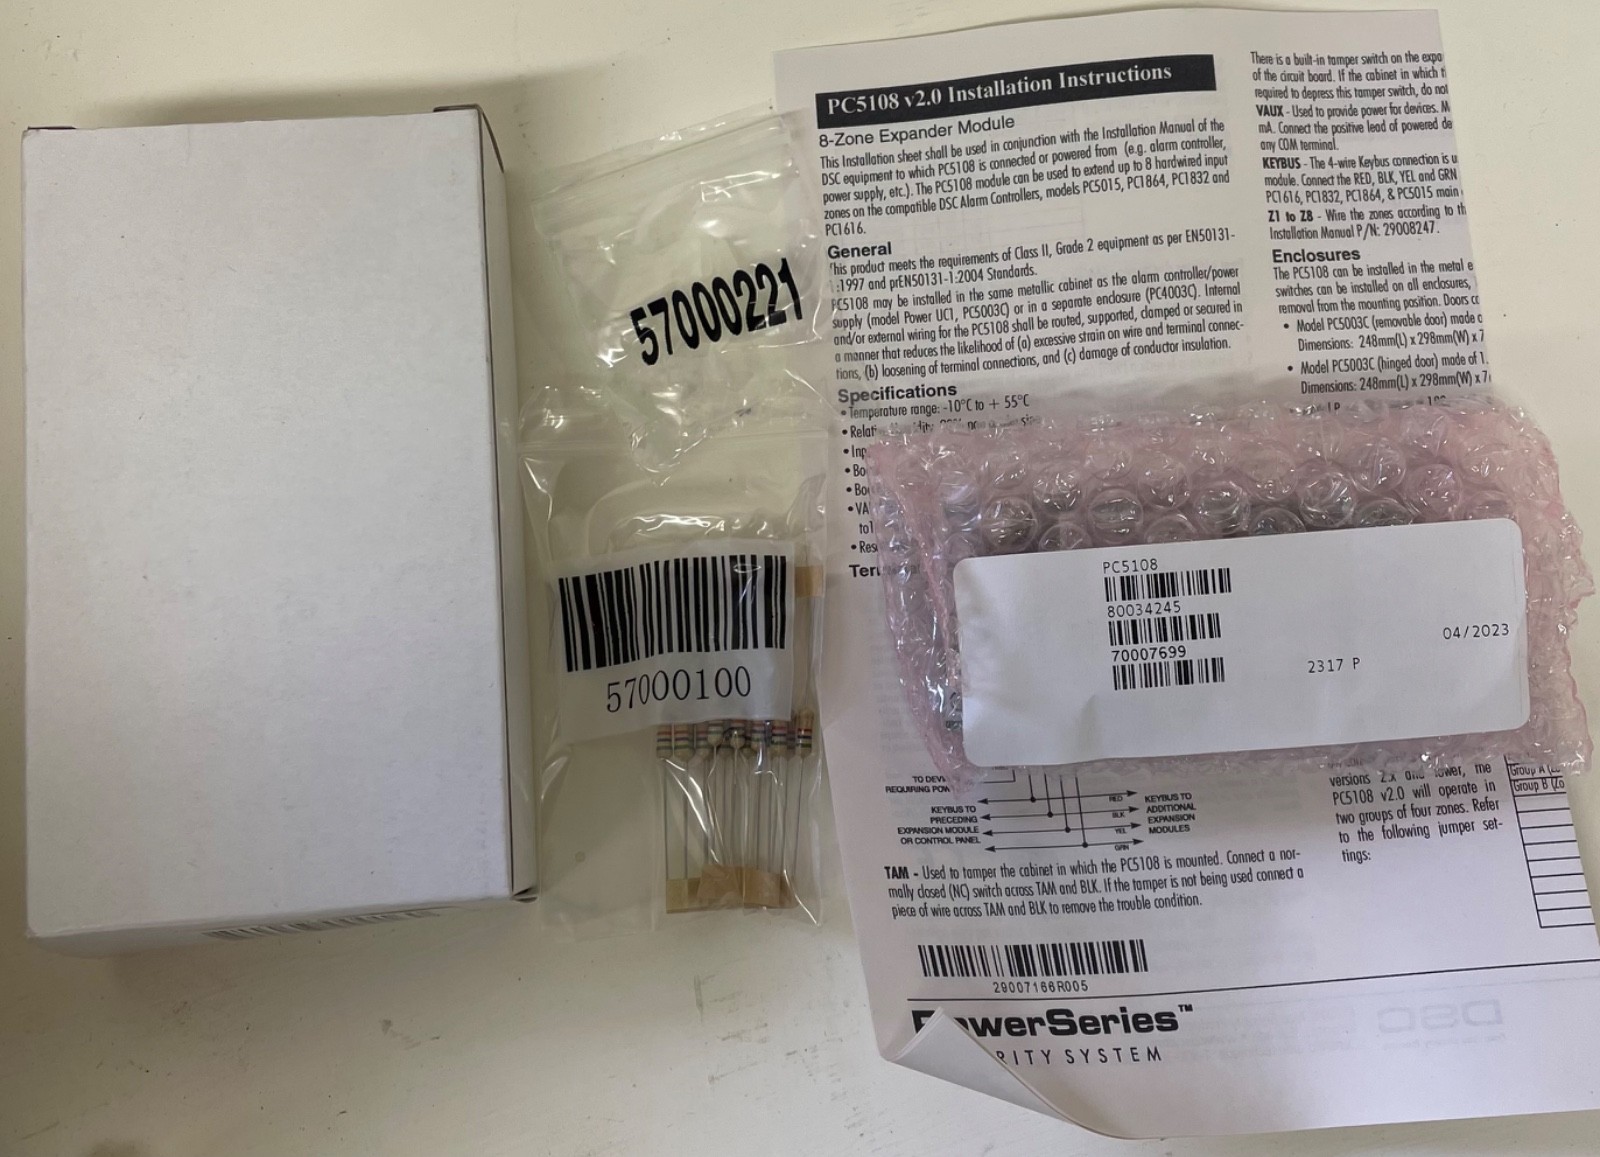 57000221
57000100
PC5108 v2.0 Installation Instructions
8-Zone Expander Module
This Installation sheet shall be used in conjunction with the Installation Manual of the
DSC equipment to which PC5108 is connected or powered from (e.g. alarm controller,
power supply, etc.). The PC5108 module can be used to extend up to 8 hardwired input
zones on the compatible DSC Alarm Controllers, models PC5015, PC1864, PC1832 and
PC1616.
General
This product meets the requirements of Class II, Grade 2 equipment as per EN50131-
:1997 and prEN50131-1:2004 Standards.
PC5108 may be installed in the same metallic cabinet as the alarm controller/power
supply (model Power UC1, PC5003C) or in a separate enclosure (PC4003C). Internal
and/or external wiring for the PC5108 shall be routed, supported, clamped or secured in
a manner that reduces the likelihood of (a) excessive strain on wire and terminal connec-
tions, (b) loosening of terminal connections, and (c) damage of conductor insulation.
Specifications
• Temperature range: -10°C to + 55°C
There is a built-in tamper switch on the expa
of the circuit board. If the cabinet in which t
required to depress this tamper switch, do not
VAUX - Used to provide power for devices. M
mA. Connect the positive lead of powered de
any COM terminal.
KEYBUS - The 4-wire Keybus connection is u
module. Connect the RED, BLK, YEL and GRN
PC1616, PC1832, PC1864, & PC5015 main
Z1 to Z8 - Wire the zones according to th
Installation Manual P/N: 29008247.
Enclosures
The PC5108 can be installed in the metal e
switches can be installed on all enclosures,
removal from the mounting position. Doors
• Model PC5003C (removable door) made o
Dimensions: 248mm(L) x 298mm(W) x 7
• Model PC5003C (hinged door) made of 1.
Dimensions: 248mm(L) x 298mm(W) x 7
PC5108
80034245
70007699
04/2023
2317 P
TO DEVI
REQUIRING POW
KEYBUS TO
PRECEDING
EXPANSION MODULE
OR CONTROL PANEL
RED
BLK
YEL
GRN
KEYBUS TO
ADDITIONAL
EXPANSION
MODULES
versions 2.x and lower, the
PC5108 v2.0 will operate in
two groups of four zones. Refer
to the following jumper set-
tings:
Group A
Group B (Zo
TAM - Used to tamper the cabinet in which the PC5108 is mounted. Connect a nor-
mally closed (NC) switch across TAM and BLK. If the tamper is not being used connect a
piece of wire across TAM and BLK to remove the trouble condition.
29007166R005
PowerSeries™
RITY SYSTEM